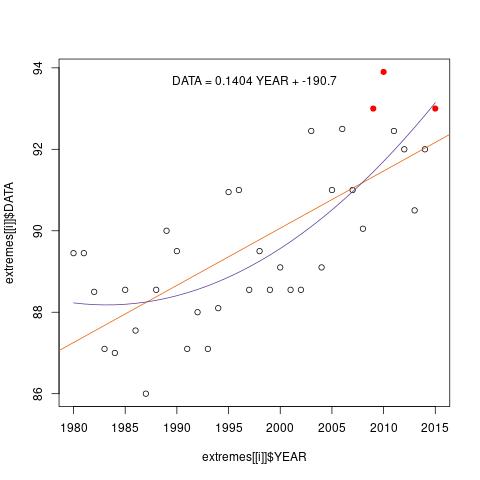 DATA = 0.1404 YEAR + -190.7
94
92
90
88
86
extremes[[i]]$DATA
1980 1985 1990 1995 2000 2005 2010 2015
extremes[[i]]$YEAR